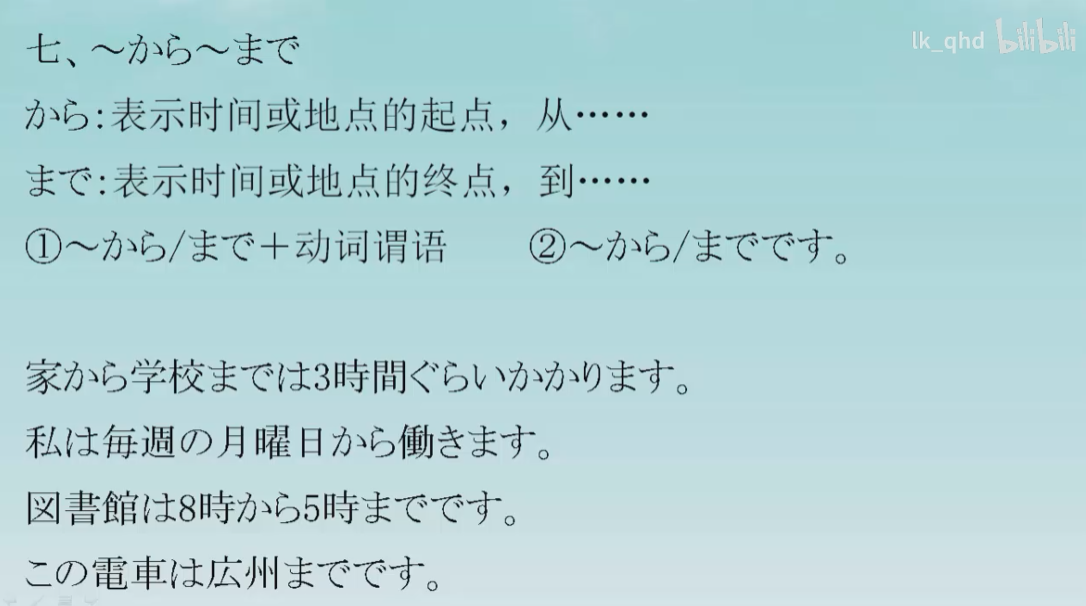 七、～から～まで
lk_qhd bilibili
から:表示时间或地点的起点，从……
まで:表示时间或地点的终点，到……
①～から/まで＋动词谓语　　②～から/までです。
家から学校までは3時間ぐらいかかります。
私は毎週の月曜日から働きます。
図書館は8時から5時までです。
この電車は広州までです。